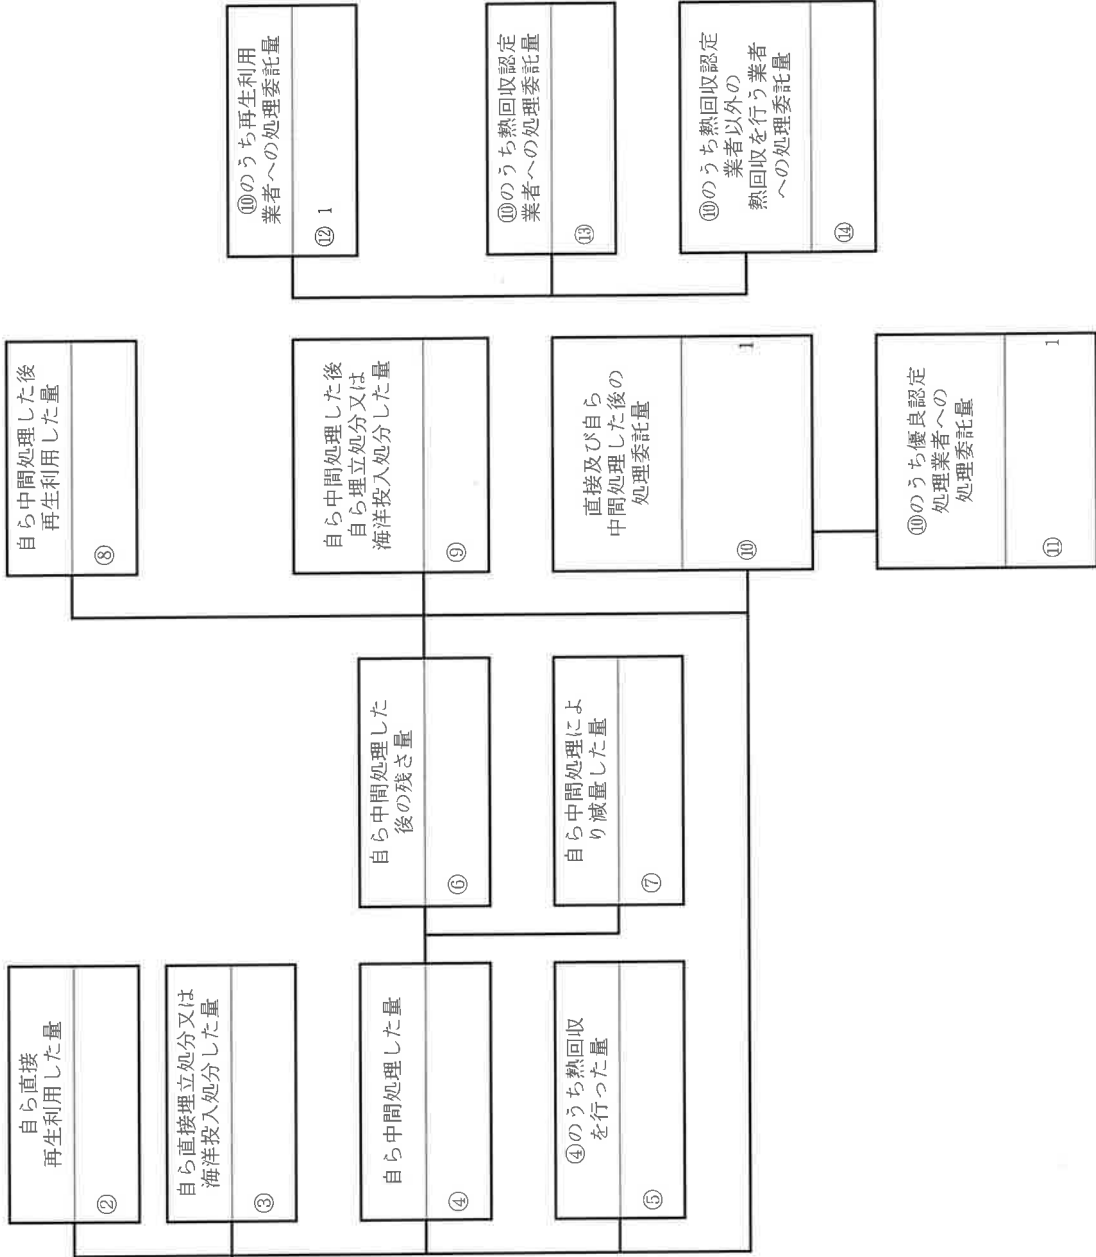 自ら直接
再生利用した量
②
自ら直接埋立処分又は
海洋投入処分した量
③
自ら中間処理した量
④
④のうち熱回収
を行った量
⑤
自ら中間処理した
後の残さ量
⑥
自ら中間処理によ
り減量した量
⑦
自ら中間処理した後
再生利用した量
⑧
自ら中間処理した後
自ら埋立処分又は
海洋投入処分した量
⑨
直接及び自ら
中間処理した後の
処理委託量
⑩ 1
⑩のうち優良認定
処理業者への
処理委託量
⑪ 1
⑩のうち再生利用
業者への処理委託量
⑫ 1
⑩のうち熱回収認定
業者への処理委託量
⑬
⑩のうち熱回収認定
業者以外の
熱回収を行う業者
への処理委託量
⑭